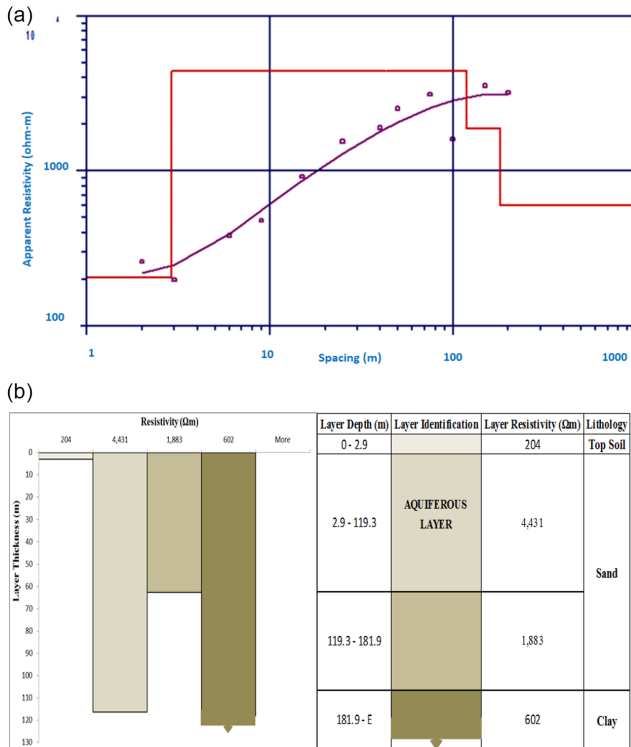 (a)
10 4
Apparent Resistivity (ohm-m)
1000
100
1 10 100 1000
Spacing (m)
(b)
Resistivity (Ωm)
204 4,431 1,883 602 More
Layer Thickness (m)
0
10
20
30
40
50
60
70
80
90
100
110
120
130
Layer Depth (m) Layer Identification Layer Resistivity (Ωm) Lithology
0 - 2.9 204 Top Soil
2.9 - 119.3 AQUIFEROUS LAYER 4,431
Sand
119.3 - 181.9 1,883
181.9 - E 602 Clay